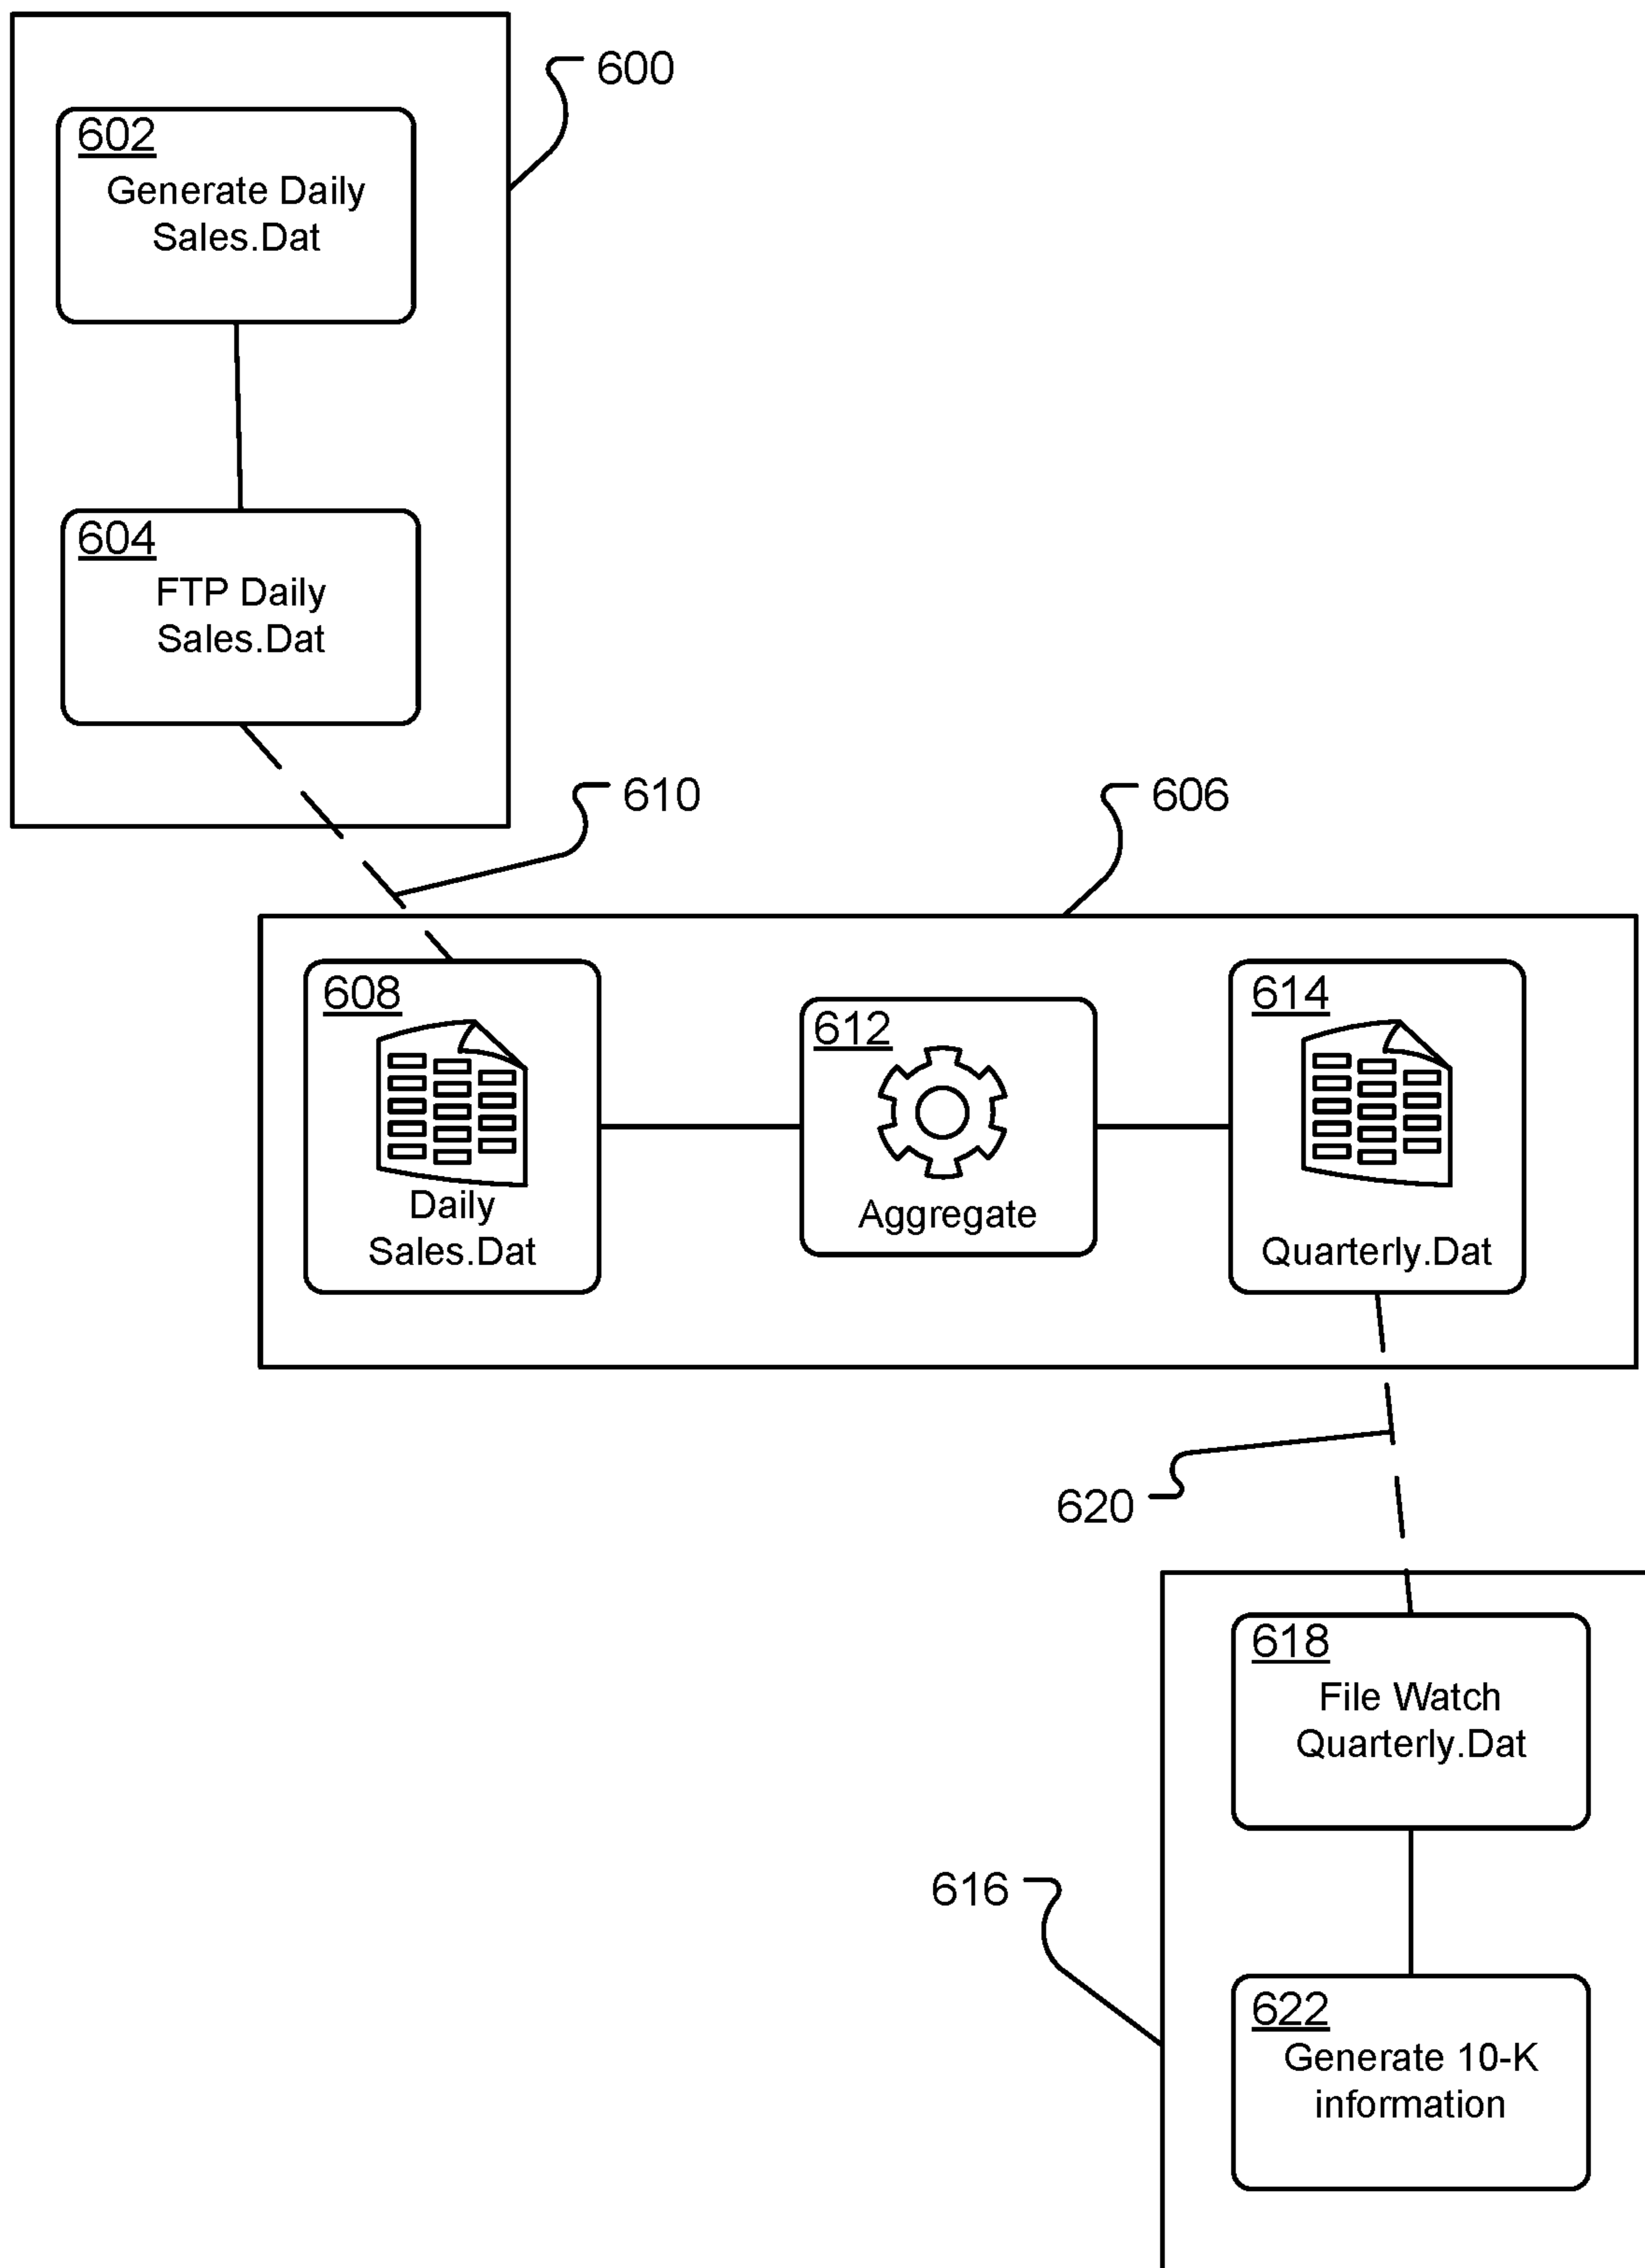 600
602
Generate Daily
Sales.Dat
604
FTP Daily
Sales.Dat
610
606
608
Daily
Sales.Dat
612
Aggregate
614
Quarterly.Dat
620
618
File Watch
Quarterly.Dat
616
622
Generate 10-K
information